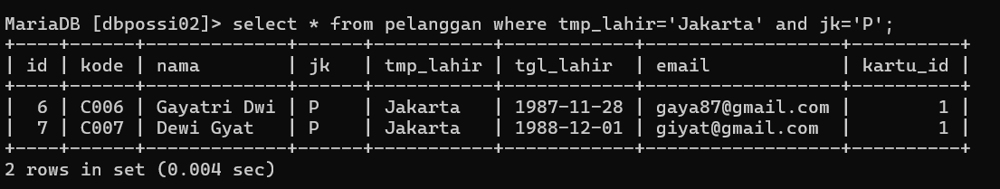 MariaDB [dbpossi02]> select * from pelanggan where tmp_lahir='Jakarta' and jk='P';
+----+------+-------------+------+-----------+------------+------------------+----------+
| id | kode | nama        | jk   | tmp_lahir | tgl_lahir  | email            | kartu_id |
+----+------+-------------+------+-----------+------------+------------------+----------+
|  6 | C006 | Gayatri Dwi | P    | Jakarta   | 1987-11-28 | gaya87@gmail.com |        1 |
|  7 | C007 | Dewi Gyat   | P    | Jakarta   | 1988-12-01 | giyat@gmail.com  |        1 |
+----+------+-------------+------+-----------+------------+------------------+----------+
2 rows in set (0.004 sec)